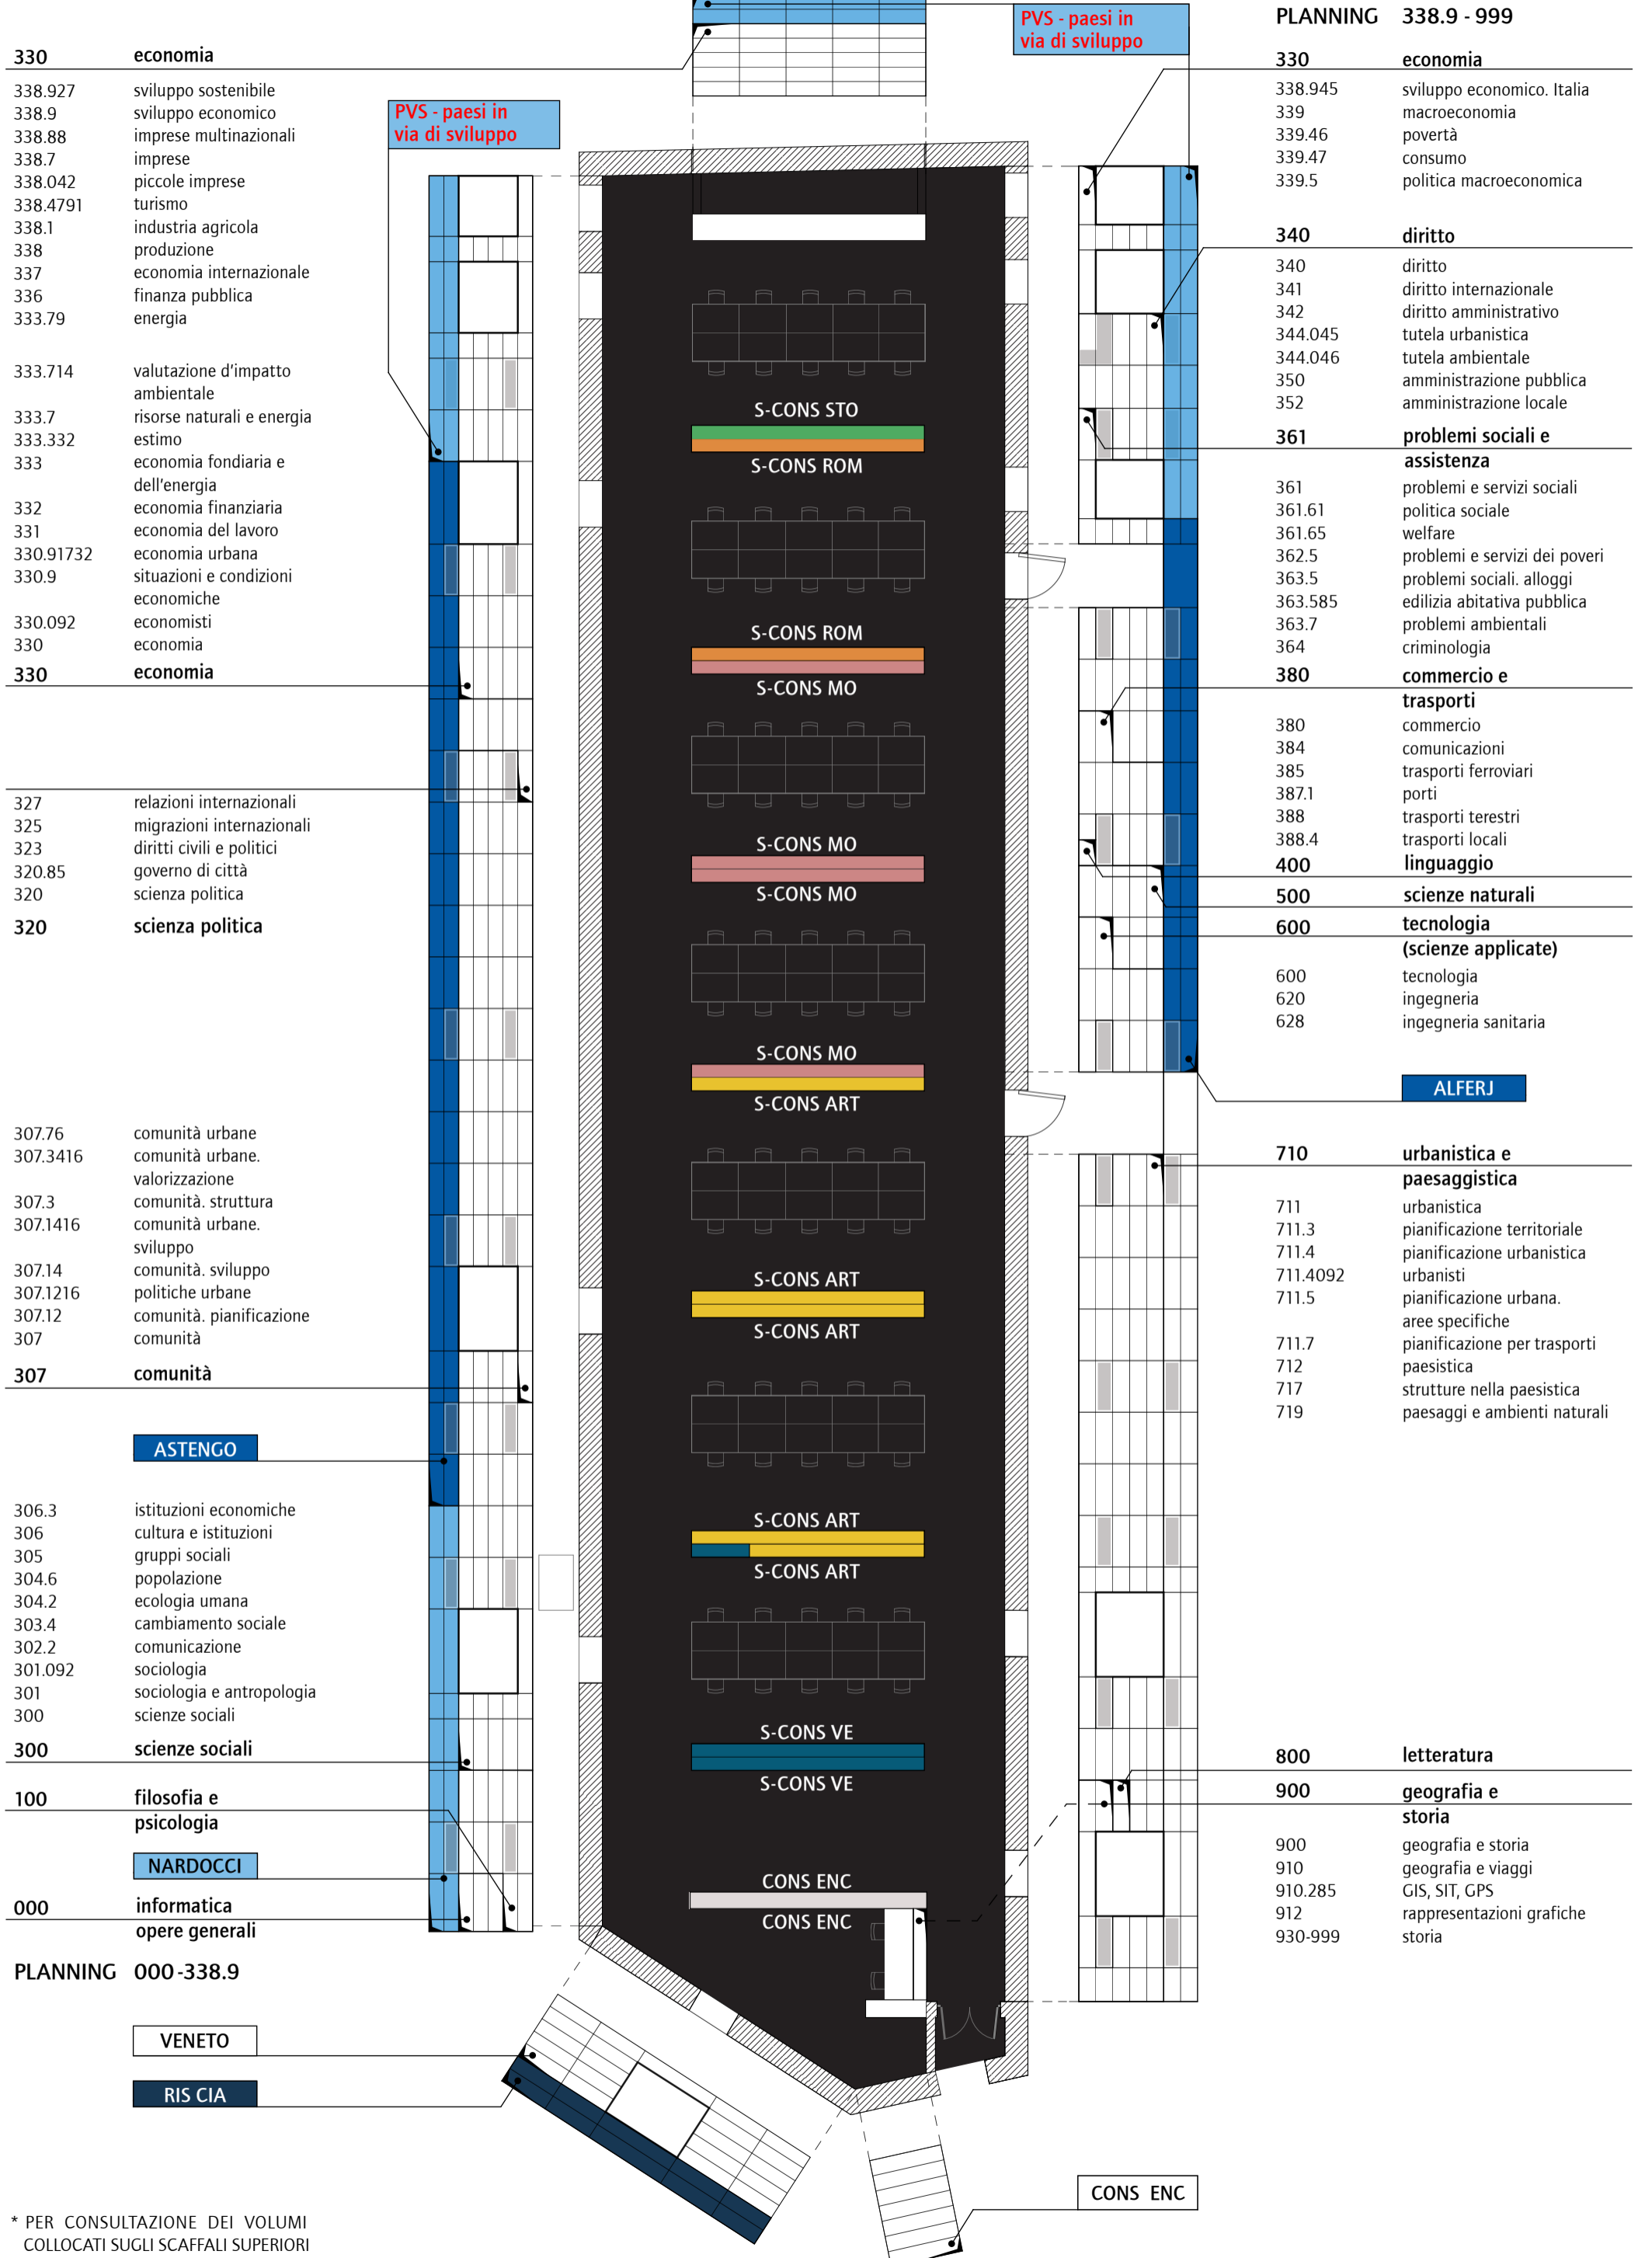 330 economia
338.927 sviluppo sostenibile
338.9 sviluppo economico
338.88 imprese multinazionali
338.7 imprese
338.042 piccole imprese
338.4791 turismo
338.1 industria agricola
338 produzione
337 economia internazionale
336 finanza pubblica
333.79 energia
333.714 valutazione d'impatto
ambientale
333.7 risorse naturali e energia
333.332 estimo
333 economia fondiaria e
dell'energia
332 economia finanziaria
331 economia del lavoro
330.91732 economia urbana
330.9 situazioni e condizioni
economiche
330.092 economisti
330 economia
330 economia
327 relazioni internazionali
325 migrazioni internazionali
323 diritti civili e politici
320.85 governo di città
320 scienza politica
320 scienza politica
307.76 comunità urbane
307.3416 comunità urbane.
valorizzazione
307.3 comunità. struttura
307.1416 comunità urbane.
sviluppo
307.14 comunità. sviluppo
307.1216 politiche urbane
307.12 comunità. pianificazione
307 comunità
307 comunità
ASTENGO
306.3 istituzioni economiche
306 cultura e istituzioni
305 gruppi sociali
304.6 popolazione
304.2 ecologia umana
303.4 cambiamento sociale
302.2 comunicazione
301.092 sociologia
301 sociologia e antropologia
300 scienze sociali
300 scienze sociali
100 filosofia e
psicologia
NARDOCCI
000 informatica
opere generali
PLANNING 000-338.9
VENETO
RIS CIA
* PER CONSULTAZIONE DEI VOLUMI
COLLOCATI SUGLI SCAFFALI SUPERIORI
PVS - paesi in
via di sviluppo
PVS - paesi in
via di sviluppo
S-CONS STO
S-CONS ROM
S-CONS ROM
S-CONS MO
S-CONS MO
S-CONS MO
S-CONS MO
S-CONS ART
S-CONS ART
S-CONS ART
S-CONS ART
S-CONS ART
S-CONS VE
S-CONS VE
CONS ENC
CONS ENC
PLANNING 338.9 - 999
330 economia
338.945 sviluppo economico. Italia
339 macroeconomia
339.46 povertà
339.47 consumo
339.5 politica macroeconomica
340 diritto
340 diritto
341 diritto internazionale
342 diritto amministrativo
344.045 tutela urbanistica
344.046 tutela ambientale
350 amministrazione pubblica
352 amministrazione locale
361 problemi sociali e
assistenza
361 problemi e servizi sociali
361.61 politica sociale
361.65 welfare
362.5 problemi e servizi dei poveri
363.5 problemi sociali. alloggi
363.585 edilizia abitativa pubblica
363.7 problemi ambientali
364 criminologia
380 commercio e
trasporti
380 commercio
384 comunicazioni
385 trasporti ferroviari
387.1 porti
388 trasporti terestri
388.4 trasporti locali
400 linguaggio
500 scienze naturali
600 tecnologia
(scienze applicate)
600 tecnologia
620 ingegneria
628 ingegneria sanitaria
ALFERJ
710 urbanistica e
paesaggistica
711 urbanistica
711.3 pianificazione territoriale
711.4 pianificazione urbanistica
711.4092 urbanisti
711.5 pianificazione urbana.
aree specifiche
711.7 pianificazione per trasporti
712 paesistica
717 strutture nella paesistica
719 paesaggi e ambienti naturali
800 letteratura
900 geografia e
storia
900 geografia e storia
910 geografia e viaggi
910.285 GIS, SIT, GPS
912 rappresentazioni grafiche
930-999 storia
CONS ENC